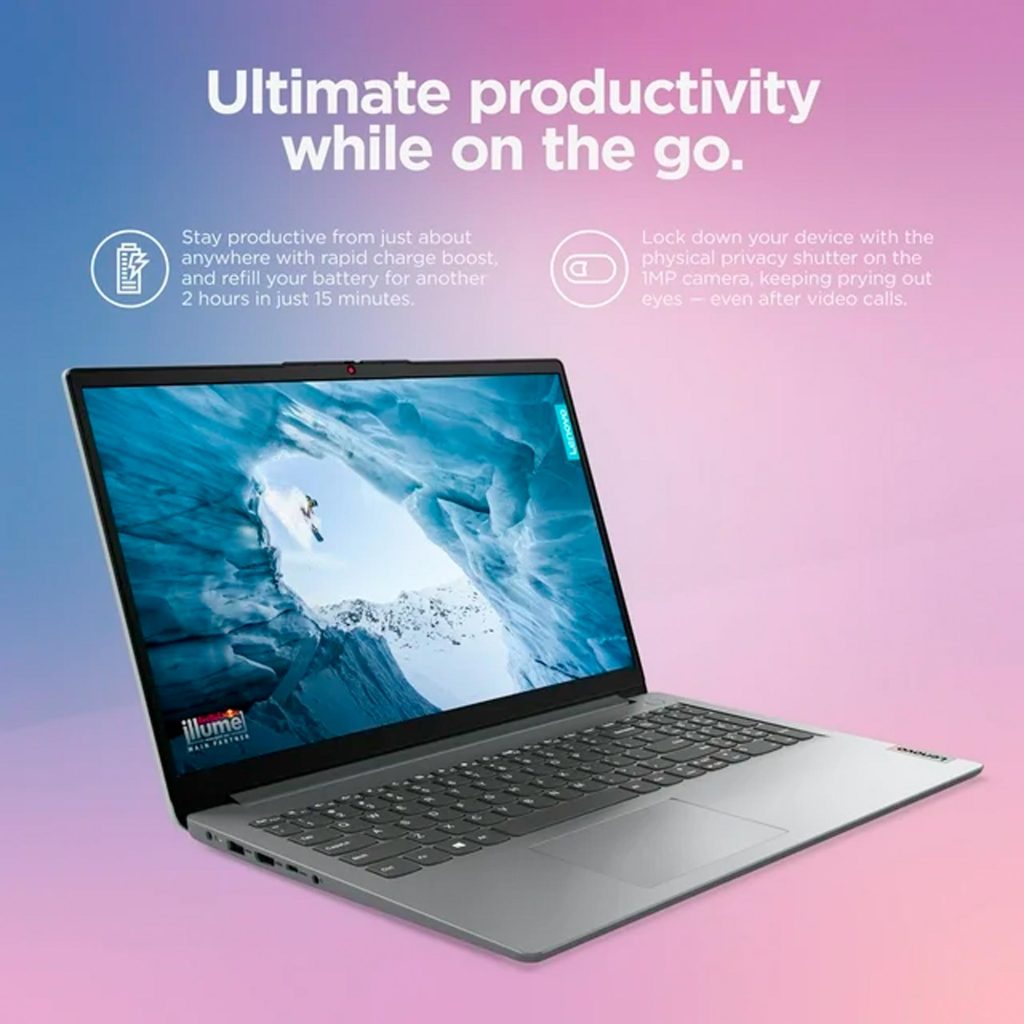 Ultimate productivity
while on the go.
Stay productive from just about
anywhere with rapid charge boost,
and refill your battery for another
2 hours in just 15 minutes.
Lock down your device with the
physical privacy shutter on the
1MP camera, keeping prying out
eyes — even after video calls.
Lenovo
illume
MAIN PARTNER
Lenovo